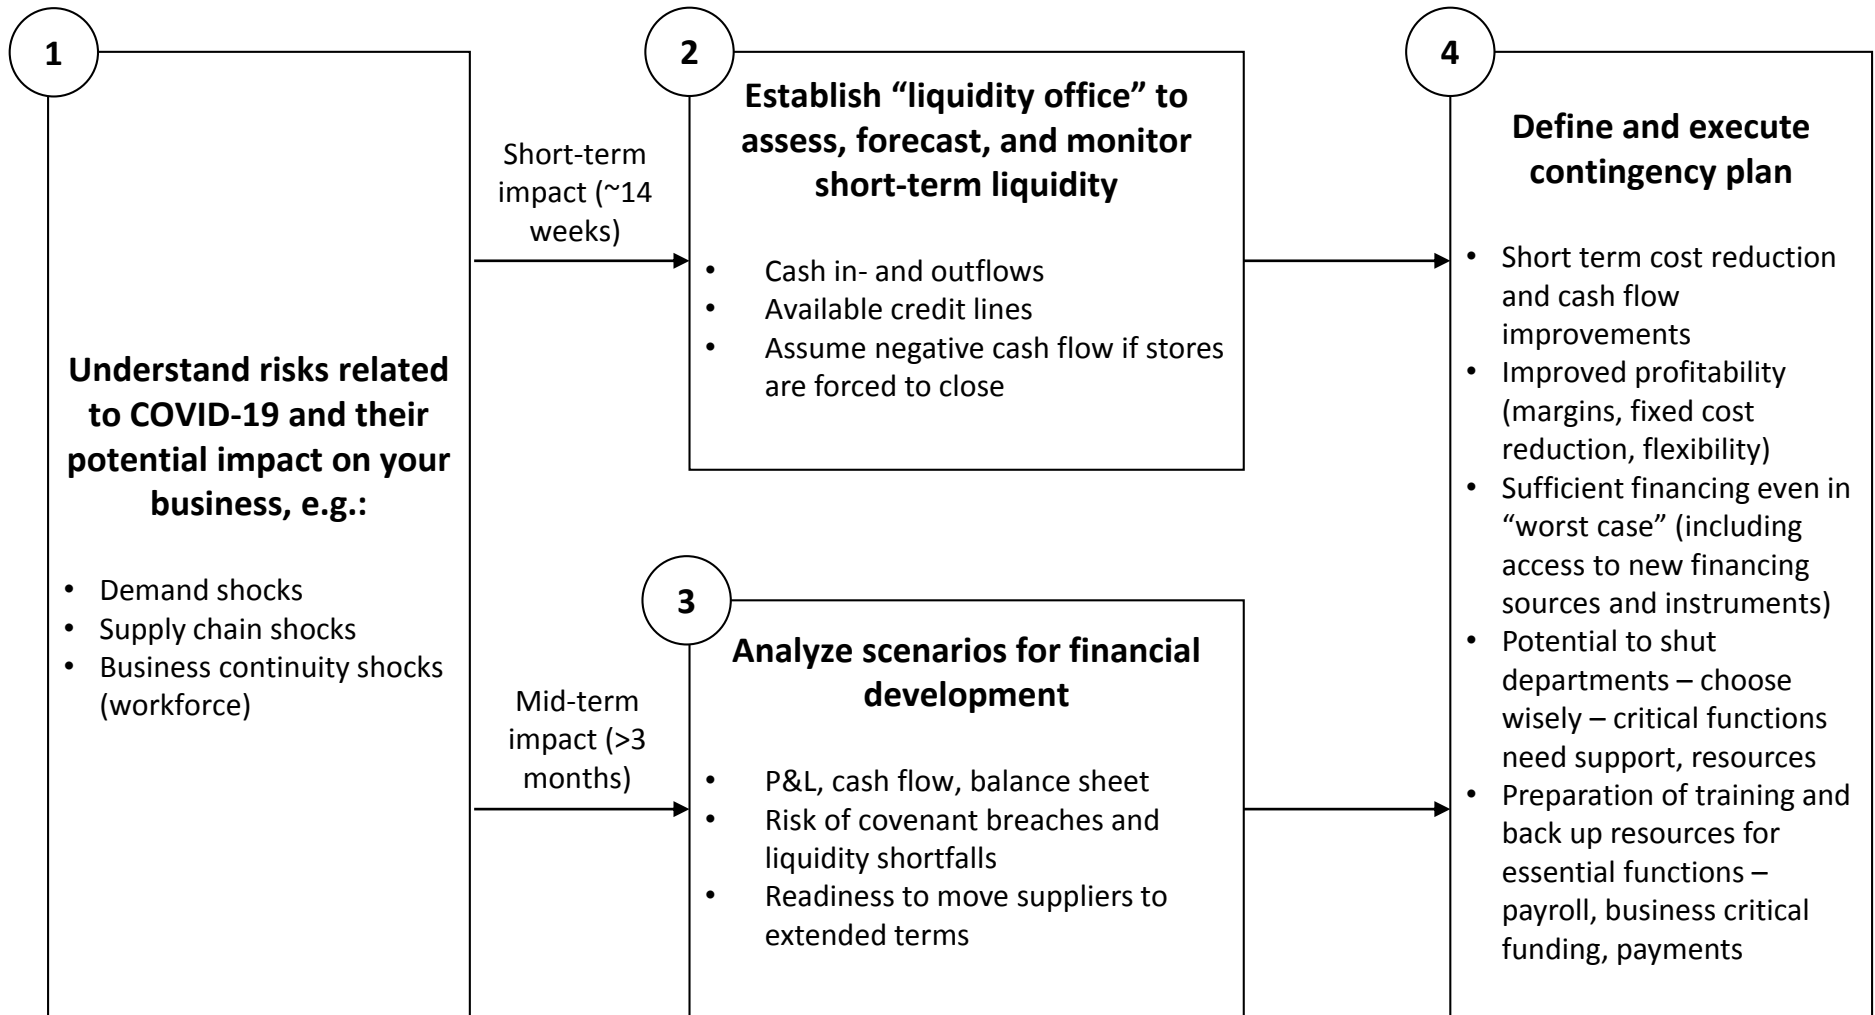 1
Understand risks related
to COVID-19 and their
potential impact on your
business, e.g.:
• Demand shocks
• Supply chain shocks
• Business continuity shocks
(workforce)
Short-term
impact (~14
weeks)
Mid-term
impact (>3
months)
2
Establish “liquidity office” to
assess, forecast, and monitor
short-term liquidity
• Cash in- and outflows
• Available credit lines
• Assume negative cash flow if stores
are forced to close
3
Analyze scenarios for financial
development
• P&L, cash flow, balance sheet
• Risk of covenant breaches and
liquidity shortfalls
• Readiness to move suppliers to
extended terms
4
Define and execute
contingency plan
• Short term cost reduction
and cash flow
improvements
• Improved profitability
(margins, fixed cost
reduction, flexibility)
• Sufficient financing even in
“worst case” (including
access to new financing
sources and instruments)
• Potential to shut
departments – choose
wisely – critical functions
need support, resources
• Preparation of training and
back up resources for
essential functions –
payroll, business critical
funding, payments